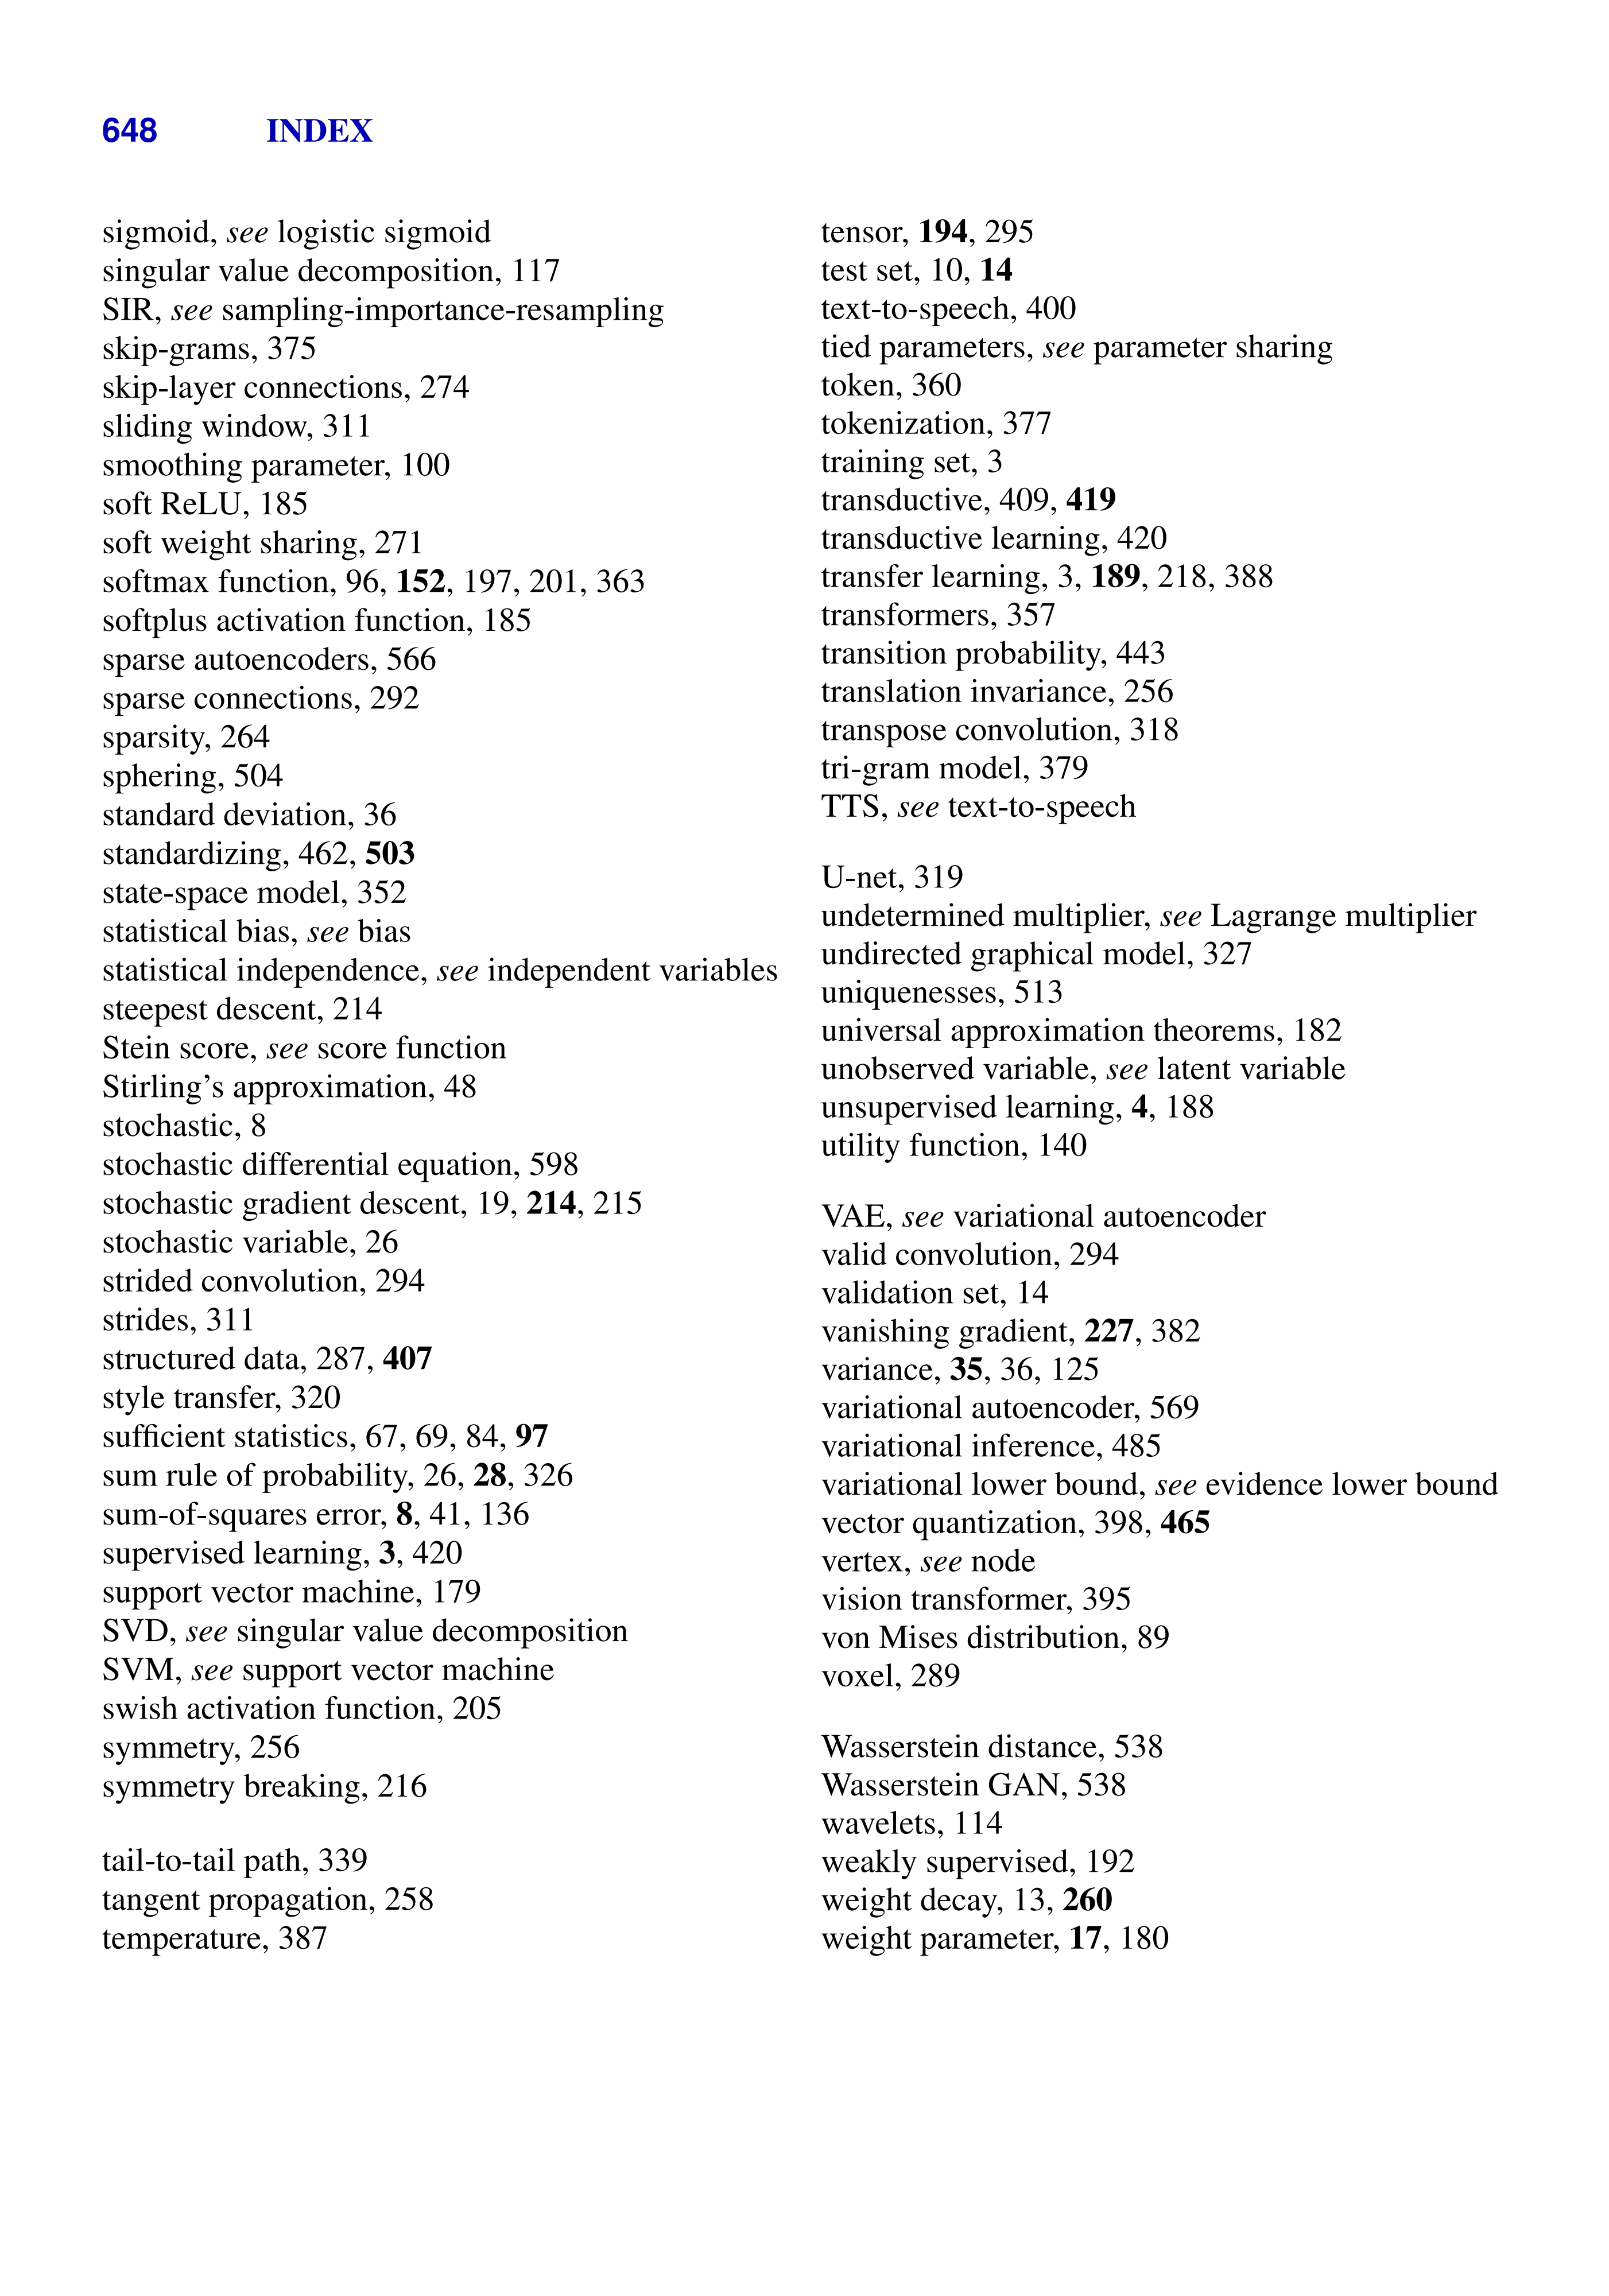 648 INDEX
sigmoid, see logistic sigmoid
singular value decomposition, 117
SIR, see sampling-importance-resampling
skip-grams, 375
skip-layer connections, 274
sliding window, 311
smoothing parameter, 100
soft ReLU, 185
soft weight sharing, 271
softmax function, 96, 152, 197, 201, 363
softplus activation function, 185
sparse autoencoders, 566
sparse connections, 292
sparsity, 264
sphering, 504
standard deviation, 36
standardizing, 462, 503
state-space model, 352
statistical bias, see bias
statistical independence, see independent variables
steepest descent, 214
Stein score, see score function
Stirling's approximation, 48
stochastic, 8
stochastic differential equation, 598
stochastic gradient descent, 19, 214, 215
stochastic variable, 26
strided convolution, 294
strides, 311
structured data, 287, 407
style transfer, 320
sufficient statistics, 67, 69, 84, 97
sum rule of probability, 26, 28, 326
sum-of-squares error, 8, 41, 136
supervised learning, 3, 420
support vector machine, 179
SVD, see singular value decomposition
SVM, see support vector machine
swish activation function, 205
symmetry, 256
symmetry breaking, 216
tail-to-tail path, 339
tangent propagation, 258
temperature, 387
tensor, 194, 295
test set, 10, 14
text-to-speech, 400
tied parameters, see parameter sharing
token, 360
tokenization, 377
training set, 3
transductive, 409, 419
transductive learning, 420
transfer learning, 3, 189, 218, 388
transformers, 357
transition probability, 443
translation invariance, 256
transpose convolution, 318
tri-gram model, 379
TTS, see text-to-speech
U-net, 319
undetermined multiplier, see Lagrange multiplier
undirected graphical model, 327
uniquenesses, 513
universal approximation theorems, 182
unobserved variable, see latent variable
unsupervised learning, 4, 188
utility function, 140
VAE, see variational autoencoder
valid convolution, 294
validation set, 14
vanishing gradient, 227, 382
variance, 35, 36, 125
variational autoencoder, 569
variational inference, 485
variational lower bound, see evidence lower bound
vector quantization, 398, 465
vertex, see node
vision transformer, 395
von Mises distribution, 89
voxel, 289
Wasserstein distance, 538
Wasserstein GAN, 538
wavelets, 114
weakly supervised, 192
weight decay, 13, 260
weight parameter, 17, 180